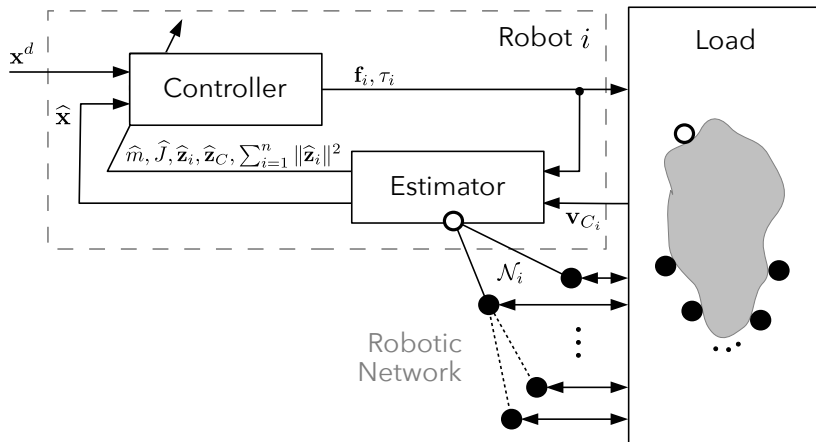 Robot i
Load
x^d
Controller
f_i, τ_i
x̂
m̂, Ĵ, ẑ_i, ẑ_C, ∑_{i=1}^{n} ‖ẑ_i‖²
Estimator
v_{C_i}
𝒩_i
Robotic
Network